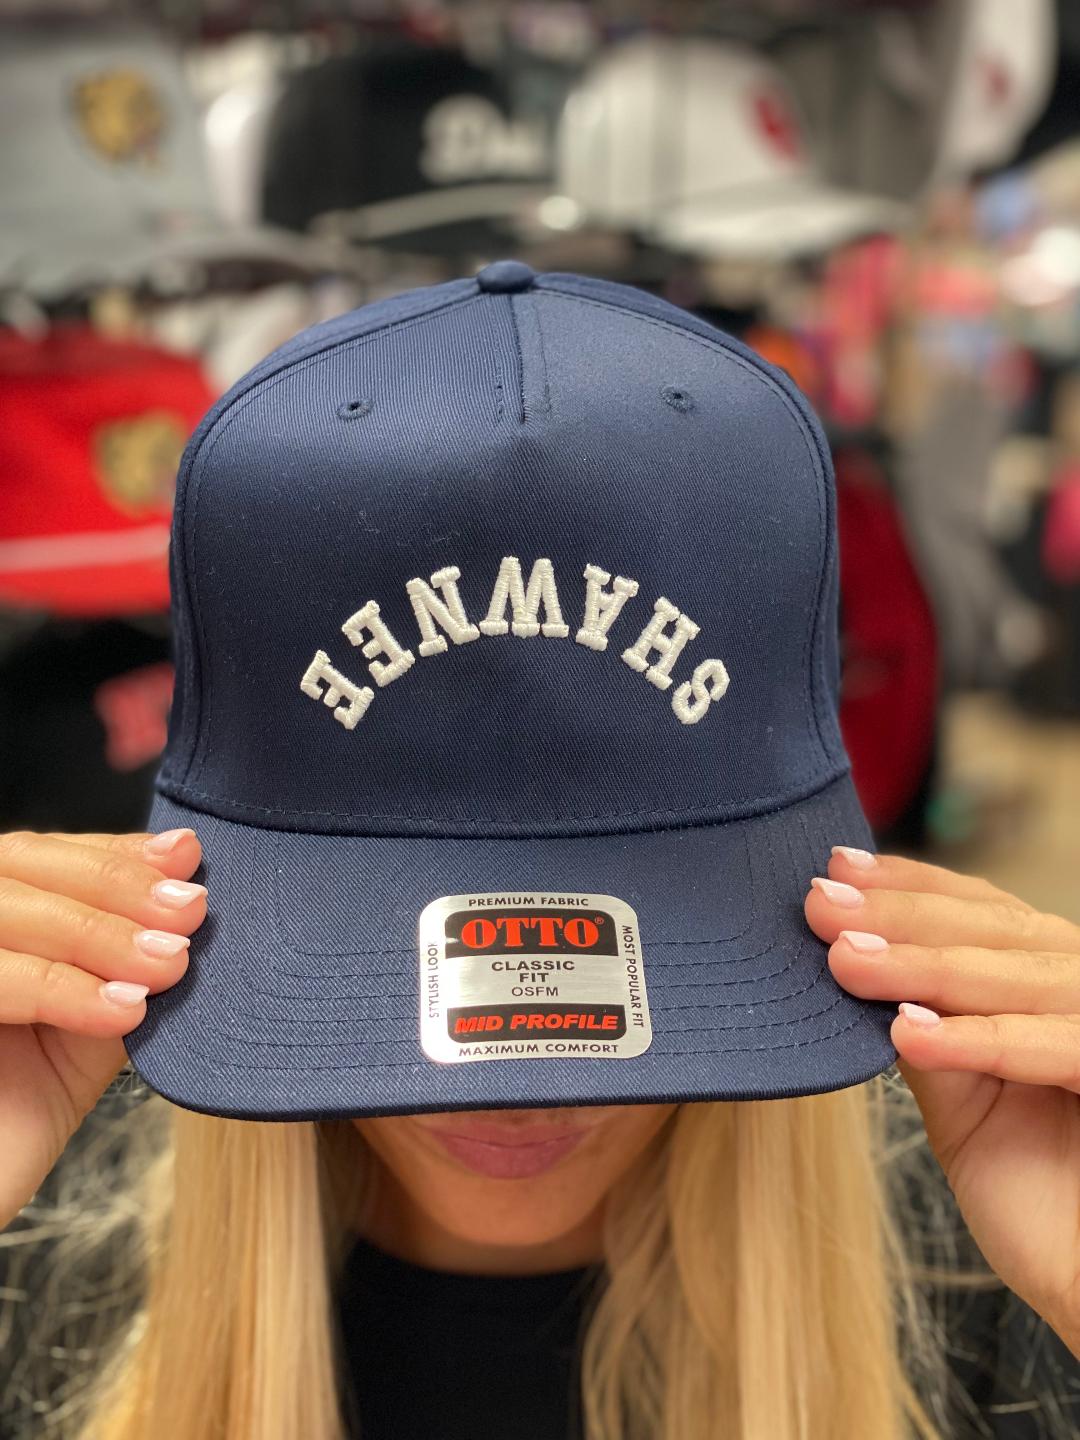 SHAWNEE
PREMIUM FABRIC
OTTO®
CLASSIC
FIT
OSFM
MID PROFILE
MAXIMUM COMFORT
STYLISH LOOK
MOST POPULAR FIT